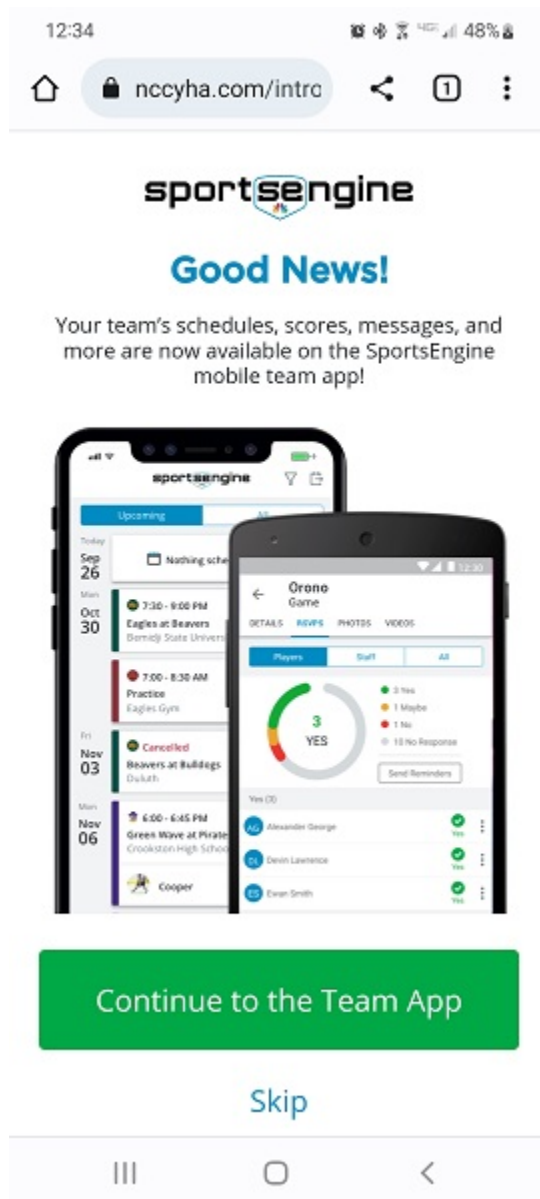 12:34
48%
nccyha.com/intro
1
sportsengine
Good News!
Your team’s schedules, scores, messages, and
more are now available on the SportsEngine
mobile team app!
sportsengine
Upcoming
All
Today
Sep
26
Nothing sche
Mon
Oct
30
7:30 - 9:00 PM
Eagles at Beavers
Bemidji State Univers
7:00 - 8:30 AM
Practice
Eagles Gym
Fri
Nov
03
Cancelled
Beavers at Bulldogs
Duluth
Mon
Nov
06
6:00 - 6:45 PM
Green Wave at Pirate
Crookston High Schoo
Cooper
12:30
Orono
Game
DETAILS RSVPS PHOTOS VIDEOS
Players Staff All
3
YES
3 Yes
1 Maybe
1 No
10 No Response
Send Reminders
Yes (3)
AG Alexander George Yes
DL Devin Lawrence Yes
ES Ewan Smith Yes
Continue to the Team App
Skip